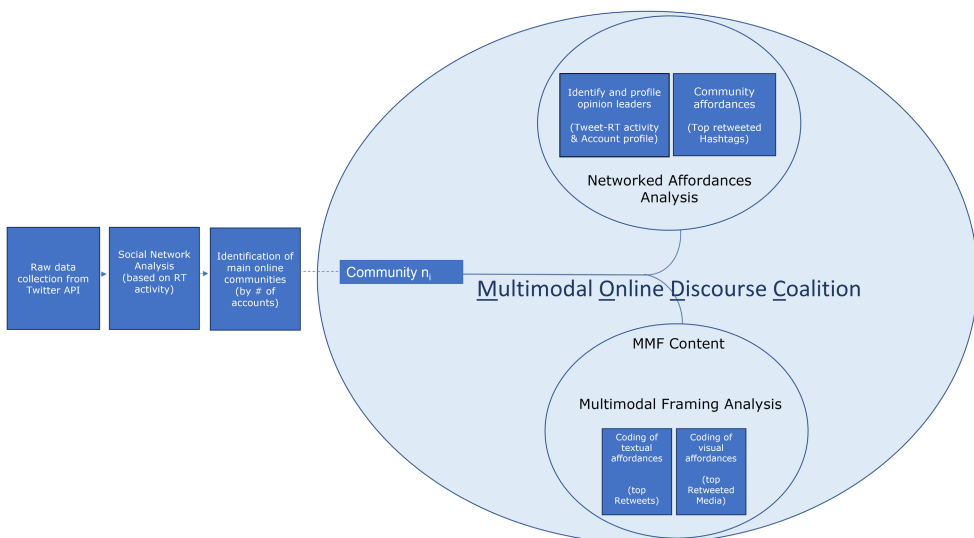 Raw data
collection from
Twitter API
Social Network
Analysis
(based on RT
activity)
Identification of
main online
communities
(by # of
accounts)
Community nᵢ
Identify and profile
opinion leaders
(Tweet-RT activity
& Account profile)
Community
affordances
(Top retweeted
Hashtags)
Networked Affordances
Analysis
Multimodal Online Discourse Coalition
MMF Content
Multimodal Framing Analysis
Coding of
textual
affordances
(top
Retweets)
Coding of
visual
affordances
(top
Retweeted
Media)